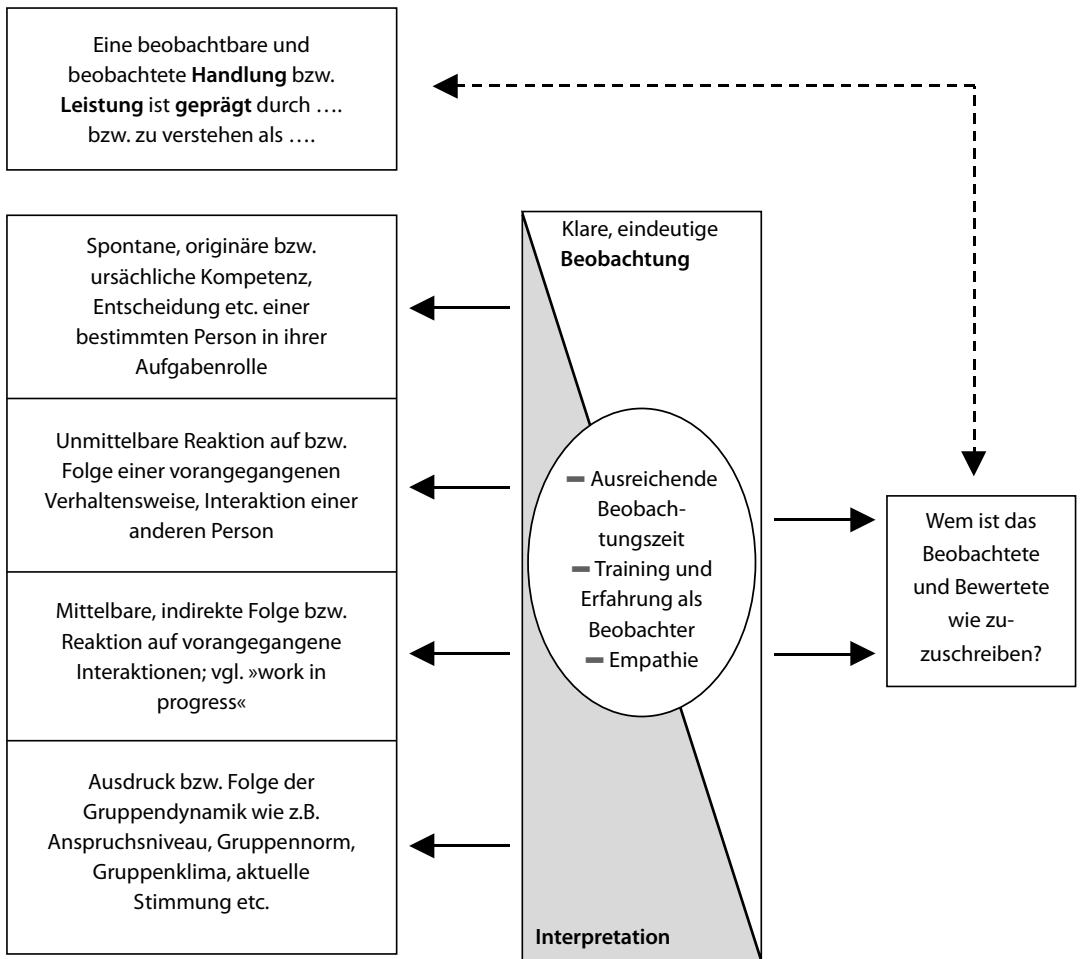 Eine beobachtbare und
beobachtete Handlung bzw.
Leistung ist geprägt durch ….
bzw. zu verstehen als ….
Spontane, originäre bzw.
ursächliche Kompetenz,
Entscheidung etc. einer
bestimmten Person in ihrer
Aufgabenrolle
Unmittelbare Reaktion auf bzw.
Folge einer vorangegangenen
Verhaltensweise, Interaktion einer
anderen Person
Mittelbare, indirekte Folge bzw.
Reaktion auf vorangegangene
Interaktionen; vgl. »work in
progress«
Ausdruck bzw. Folge der
Gruppendynamik wie z.B.
Anspruchsniveau, Gruppennorm,
Gruppenklima, aktuelle
Stimmung etc.
Klare, eindeutige
Beobachtung
Ausreichende
Beobach-
tungszeit
Training und
Erfahrung als
Beobachter
Empathie
Interpretation
Wem ist das
Beobachtete
und Bewertete
wie zu-
zuschreiben?